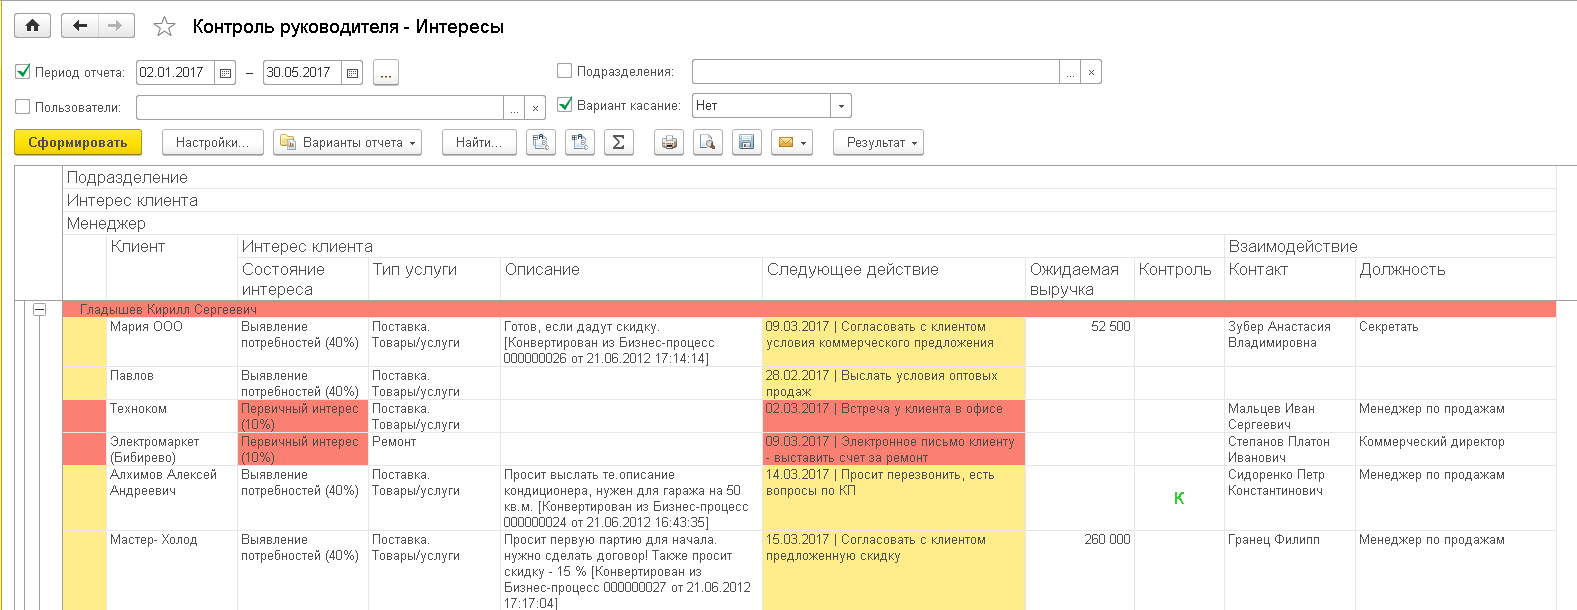 Контроль руководителя - Интересы
Период отчета: 02.01.2017 – 30.05.2017 ... Подразделения: ... ×
Пользователи: ... × Вариант касание: Нет
Сформировать Настройки... Варианты отчета Найти... Σ Результат
Подразделение
Интерес клиента
Менеджер
Клиент Интерес клиента Взаимодействие
Состояние интереса Тип услуги Описание Следующее действие Ожидаемая выручка Контроль Контакт Должность
Гладышев Кирилл Сергеевич
Мария ООО Выявление Поставка. Готов, если дадут скидку. 09.03.2017 | Согласовать с клиентом 52 500 Зубер Анастасия Секретать
потребностей (40%) Товары/услуги [Конвертирован из Бизнес-процесс условия коммерческого предложения Владимировна
000000026 от 21.06.2012 17:14:14]
Павлов Выявление Поставка. 28.02.2017 | Выслать условия оптовых
потребностей (40%) Товары/услуги продаж
Техноком Первичный интерес Поставка. 02.03.2017 | Встреча у клиента в офисе Мальцев Иван Менеджер по продажам
(10%) Товары/услуги Сергеевич
Электромаркет Первичный интерес Ремонт 09.03.2017 | Электронное письмо клиенту Степанов Платон Коммерческий директор
(Бибирево) (10%) - выставить счет за ремонт Иванович
Алхимов Алексей Выявление Поставка. Просит выслать те.описание 14.03.2017 | Просит перезвонить, есть Сидоренко Петр Менеджер по продажам
Андреевич потребностей (40%) Товары/услуги кондиционера, нужен для гаража на 50 вопросы по КП К Константинович
кв.м. [Конвертирован из Бизнес-процесс
000000024 от 21.06.2012 16:43:35]
Мастер- Холод Выявление Поставка. Просит первую партию для начала. 15.03.2017 | Согласовать с клиентом 260 000 Гранец Филипп Менеджер по продажам
потребностей (40%) Товары/услуги нужно сделать договор! Также просит предложенную скидку
скидку - 15 % [Конвертирован из
Бизнес-процесс 000000027 от 21.06.2012
17:17:04]